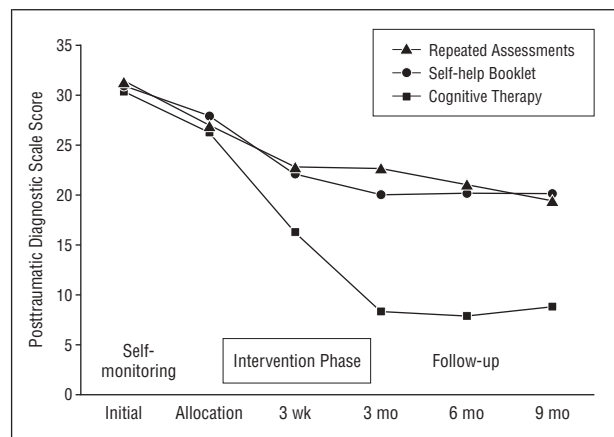 35
30
25
20
15
10
5
0
Posttraumatic Diagnostic Scale Score
Repeated Assessments
Self-help Booklet
Cognitive Therapy
Self-
monitoring
Intervention Phase
Follow-up
Initial Allocation 3 wk 3 mo 6 mo 9 mo